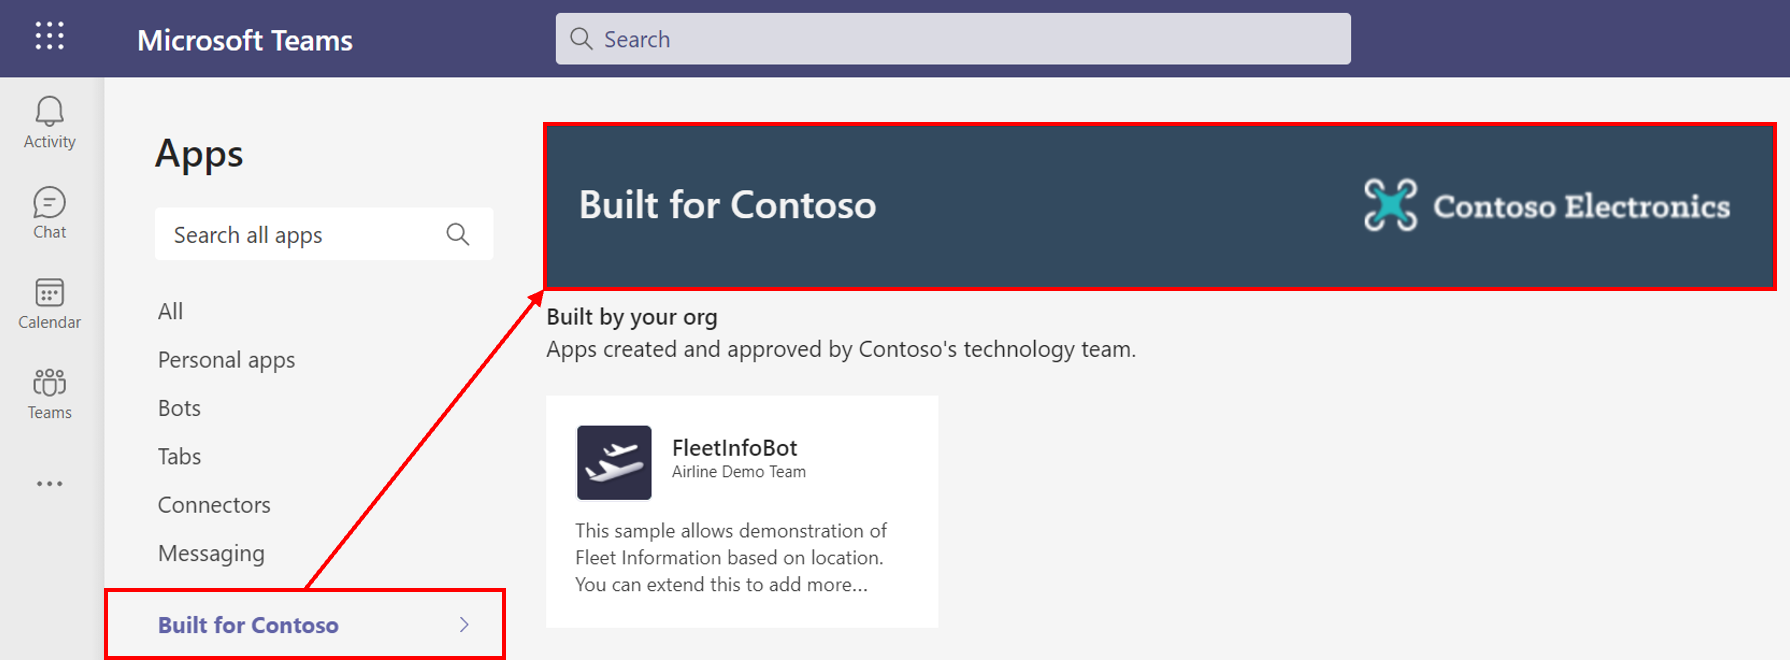 Microsoft Teams
Search
Activity
Chat
Calendar
Teams
Apps
Search all apps
All
Personal apps
Bots
Tabs
Connectors
Messaging
Built for Contoso
Built for Contoso
Contoso Electronics
Built by your org
Apps created and approved by Contoso's technology team.
FleetInfoBot
Airline Demo Team
This sample allows demonstration of
Fleet Information based on location.
You can extend this to add more...